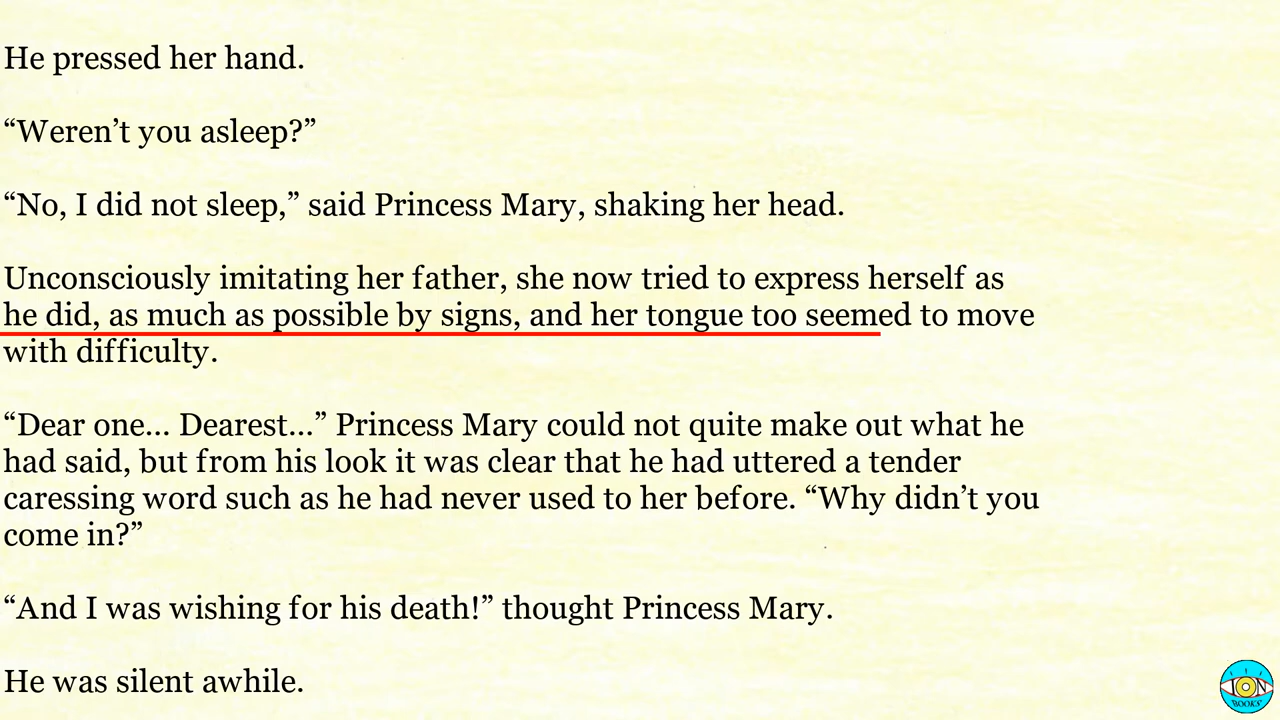 He pressed her hand.
“Weren’t you asleep?”
“No, I did not sleep,” said Princess Mary, shaking her head.
Unconsciously imitating her father, she now tried to express herself as
he did, as much as possible by signs, and her tongue too seemed to move
with difficulty.
“Dear one... Dearest...” Princess Mary could not quite make out what he
had said, but from his look it was clear that he had uttered a tender
caressing word such as he had never used to her before. “Why didn’t you
come in?”
“And I was wishing for his death!” thought Princess Mary.
He was silent awhile.
ION
BOOKS